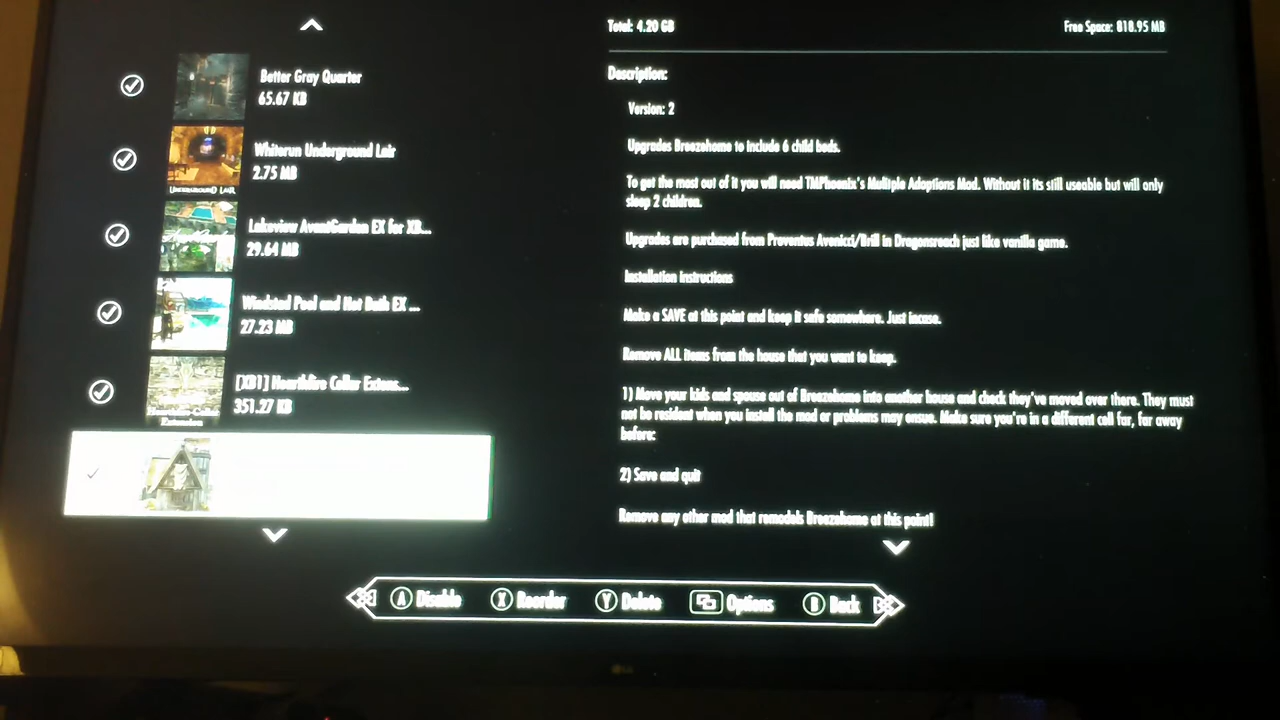 Total: 4.20 GB
Free Space: 818.95 MB
Better Gray Quarter
65.67 KB
Whiterun Underground Lair
2.75 MB
UNDERGROUND LAIR
Lakeview AvantGarden EX for XB...
29.64 MB
Windstad Pool and Hot Bath EX ...
27.23 MB
[XB1] Hearthfire Cellar Extens...
351.27 KB
Description:
Version: 2
Upgrades Breezehome to include 6 child beds.
To get the most out of it you will need TMPhoenix's Multiple Adoptions Mod. Without it its still useable but will only
sleep 2 children.
Upgrades are purchased from Proventus Avenicci/Brill in Dragonsreach just like vanilla game.
Installation instructions
Make a SAVE at this point and keep it safe somewhere. Just incase.
Remove ALL items from the house that you want to keep.
1) Move your kids and spouse out of Breezehome into another house and check they've moved over there. They must
not be resident when you install the mod or problems may ensue. Make sure you're in a different cell far, far away
before:
2) Save and quit
Remove any other mod that remodels Breezehome at this point!
A Disable X Reorder Y Delete Options B Back
LG